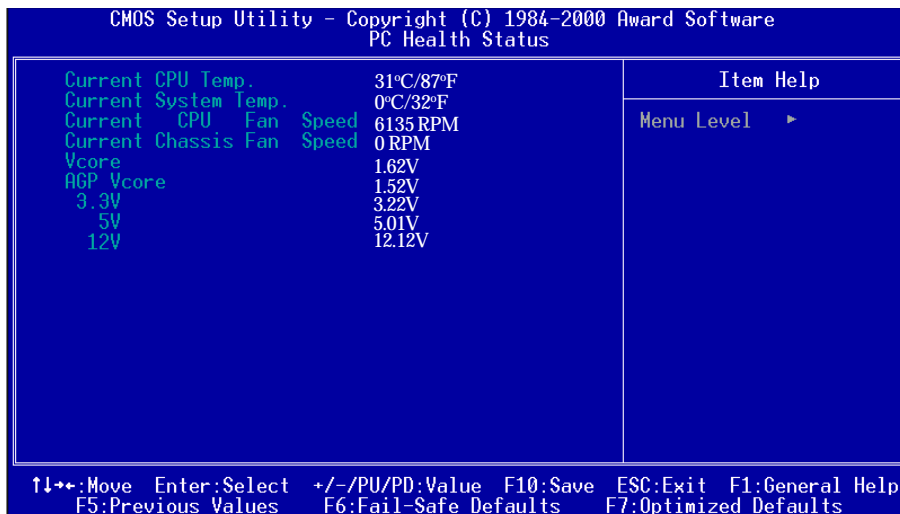 CMOS Setup Utility – Copyright (C) 1984-2000 Award Software
PC Health Status
Current CPU Temp. 31°C/87°F
Current System Temp. 0°C/32°F
Current CPU Fan Speed 6135 RPM
Current Chassis Fan Speed 0 RPM
Vcore 1.62V
AGP Vcore 1.52V
3.3V 3.22V
5V 5.01V
12V 12.12V
Item Help
Menu Level ►
↑↓→←:Move Enter:Select +/-/PU/PD:Value F10:Save ESC:Exit F1:General Help
F5:Previous Values F6:Fail-Safe Defaults F7:Optimized Defaults